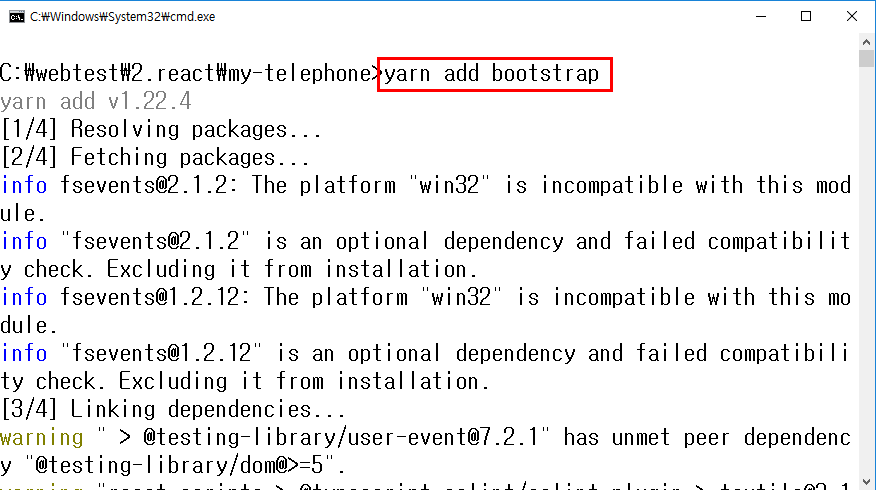 C:₩Windows₩System32₩cmd.exe
C:₩webtest₩2.react₩my-telephone>yarn add bootstrap
yarn add v1.22.4
[1/4] Resolving packages...
[2/4] Fetching packages...
info fsevents@2.1.2: The platform "win32" is incompatible with this mod
ule.
info "fsevents@2.1.2" is an optional dependency and failed compatibilit
y check. Excluding it from installation.
info fsevents@1.2.12: The platform "win32" is incompatible with this mo
dule.
info "fsevents@1.2.12" is an optional dependency and failed compatibili
ty check. Excluding it from installation.
[3/4] Linking dependencies...
warning " > @testing-library/user-event@7.2.1" has unmet peer dependenc
y "@testing-library/dom@>=5".